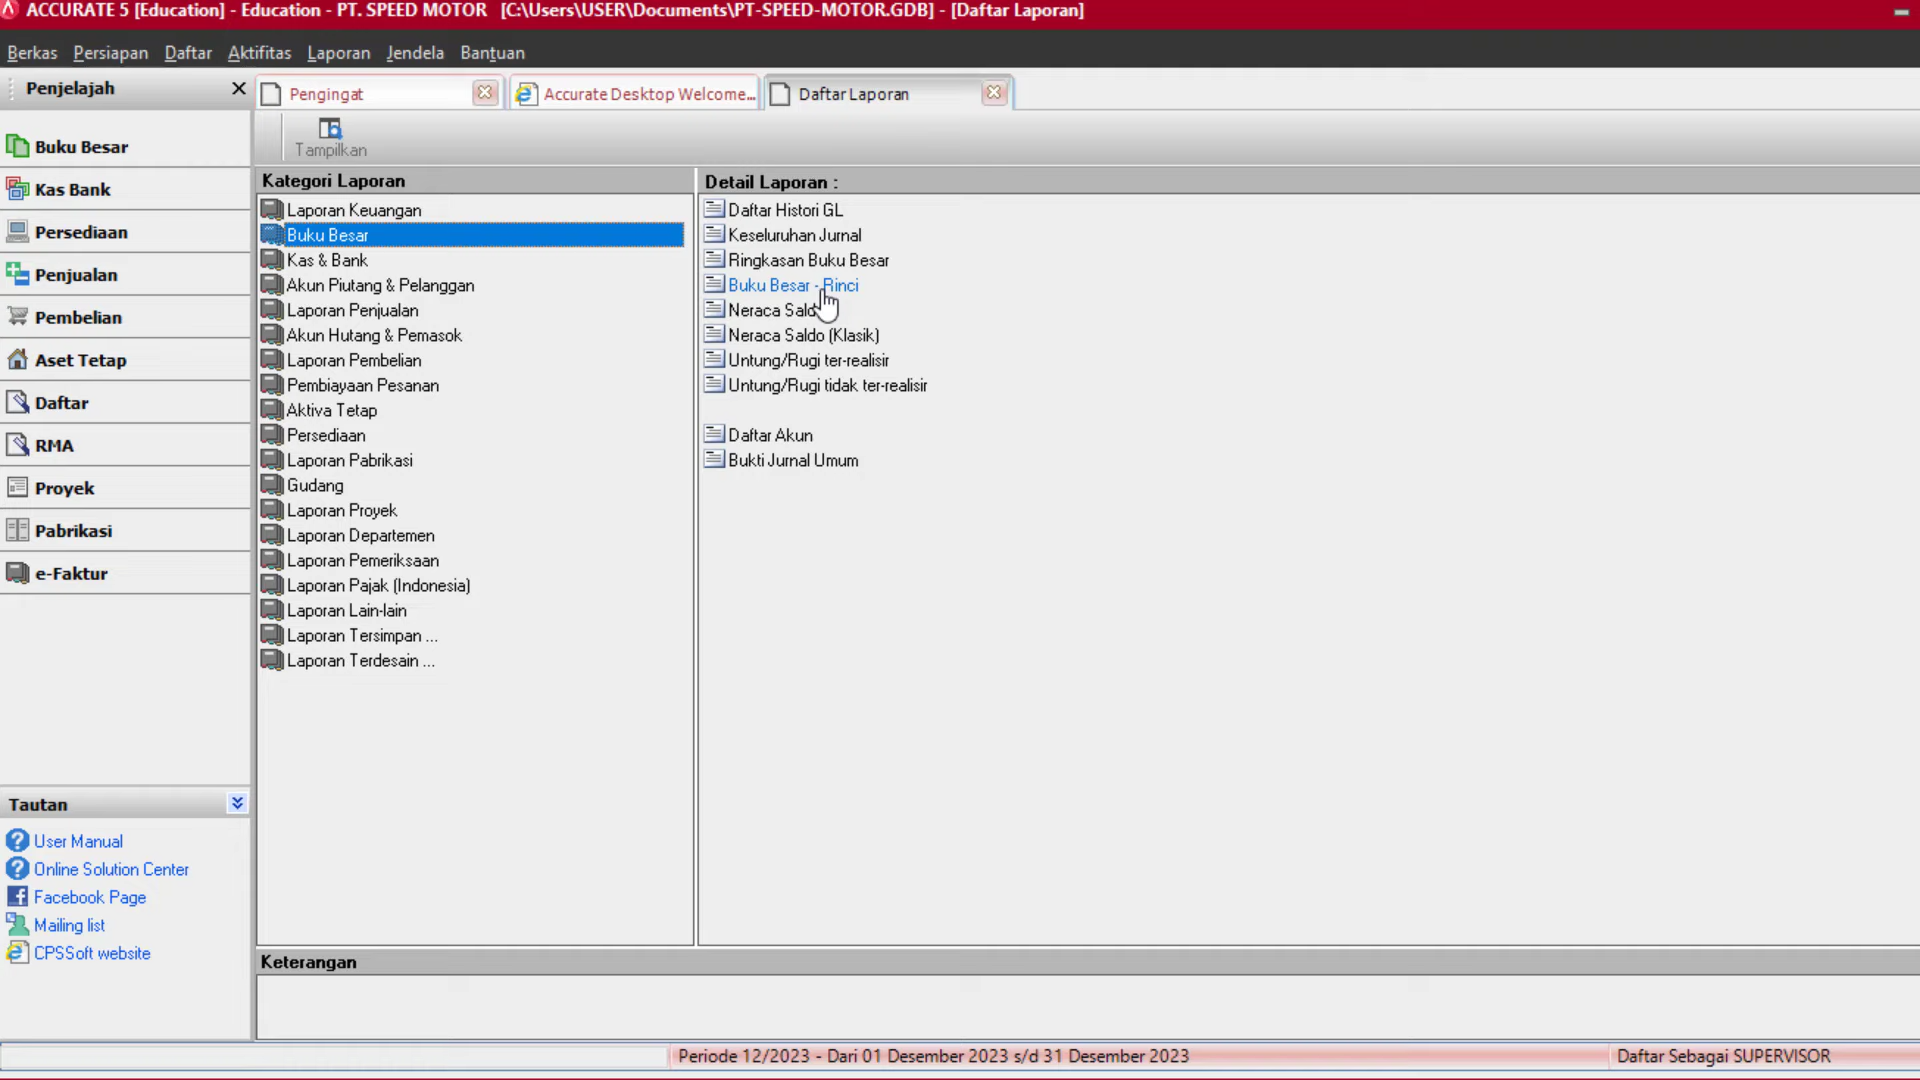 ACCURATE 5 [Education] - Education - PT. SPEED MOTOR [C:\Users\USER\Documents\PT-SPEED-MOTOR.GDB] - [Daftar Laporan]
Berkas Persiapan Daftar Aktifitas Laporan Jendela Bantuan
Penjelajah
Pengingat
Accurate Desktop Welcome...
Daftar Laporan
Tampilkan
Buku Besar
Kas Bank
Persediaan
Penjualan
Pembelian
Aset Tetap
Daftar
RMA
Proyek
Pabrikasi
e-Faktur
Tautan
User Manual
Online Solution Center
Facebook Page
Mailing list
CPSSoft website
Kategori Laporan
Laporan Keuangan
Buku Besar
Kas & Bank
Akun Piutang & Pelanggan
Laporan Penjualan
Akun Hutang & Pemasok
Laporan Pembelian
Pembiayaan Pesanan
Aktiva Tetap
Persediaan
Laporan Pabrikasi
Gudang
Laporan Proyek
Laporan Departemen
Laporan Pemeriksaan
Laporan Pajak (Indonesia)
Laporan Lain-lain
Laporan Tersimpan ...
Laporan Terdesain ...
Detail Laporan :
Daftar Histori GL
Keseluruhan Jurnal
Ringkasan Buku Besar
Buku Besar - Rinci
Neraca Saldo
Neraca Saldo (Klasik)
Untung/Rugi ter-realisir
Untung/Rugi tidak ter-realisir
Daftar Akun
Bukti Jurnal Umum
Keterangan
Periode 12/2023 - Dari 01 Desember 2023 s/d 31 Desember 2023
Daftar Sebagai SUPERVISOR